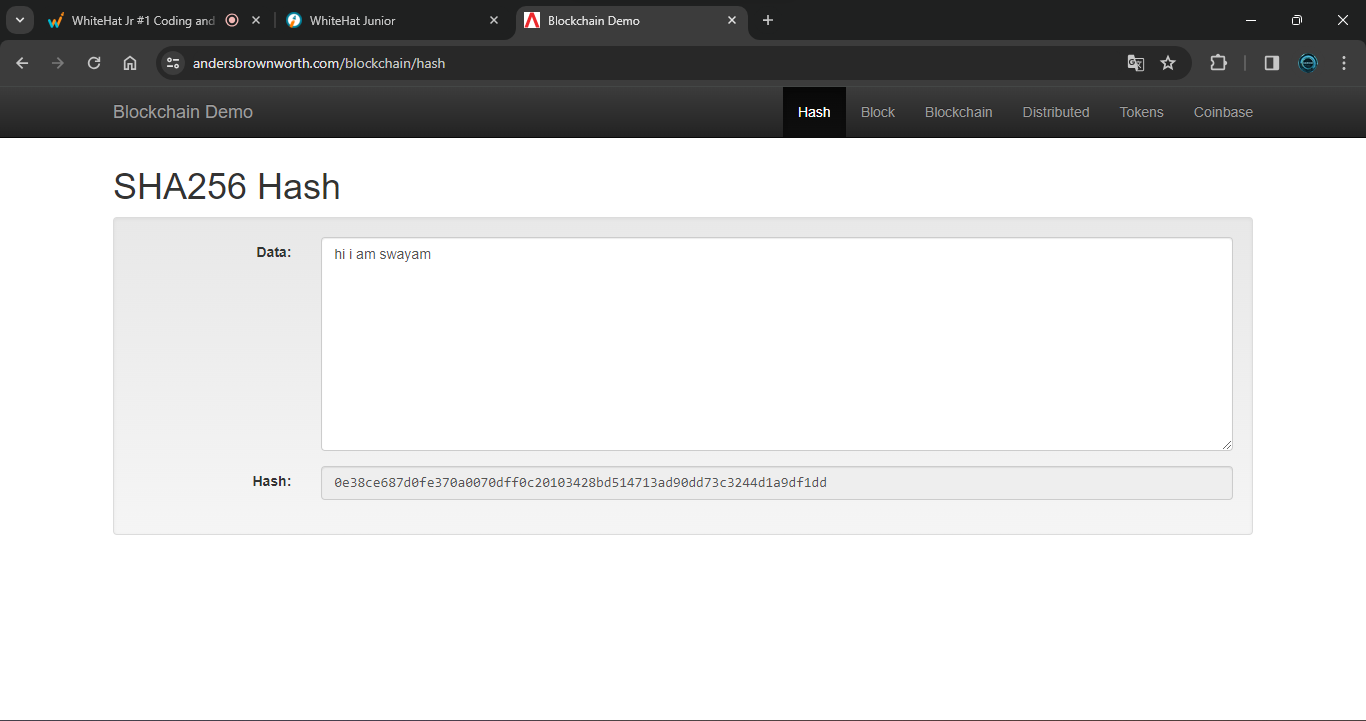 WhiteHat Jr #1 Coding and
WhiteHat Junior
Blockchain Demo
andersbrownworth.com/blockchain/hash
Blockchain Demo
Hash
Block
Blockchain
Distributed
Tokens
Coinbase
SHA256 Hash
Data:
hi i am swayam
Hash:
0e38ce687d0fe370a0070dff0c20103428bd514713ad90dd73c3244d1a9df1dd